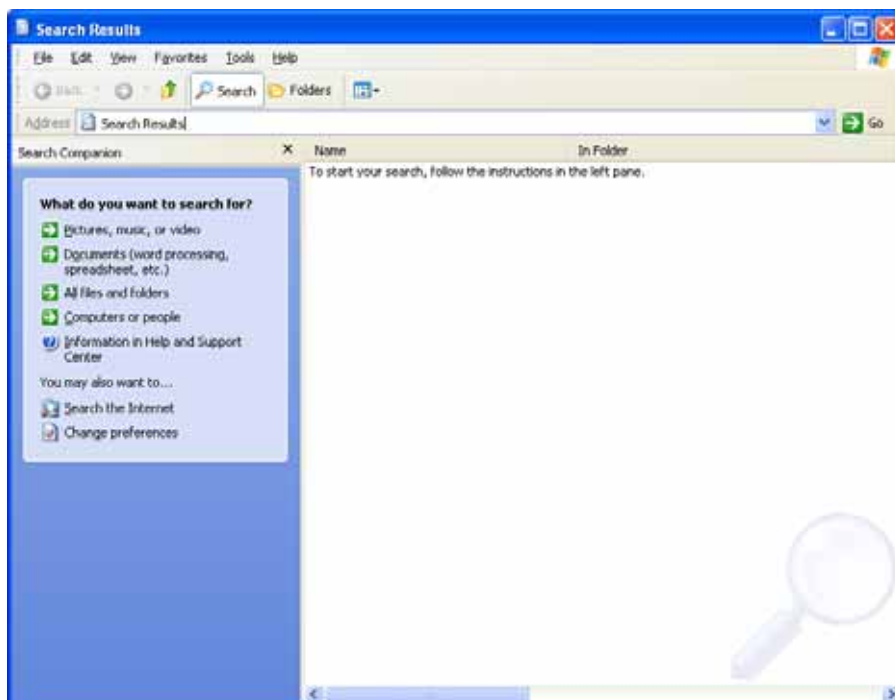 Search Results
File Edit View Favorites Tools Help
Back Search Folders
Address Search Results Go
Search Companion Name In Folder
To start your search, follow the instructions in the left pane.
What do you want to search for?
Pictures, music, or video
Documents (word processing,
spreadsheet, etc.)
All files and folders
Computers or people
Information in Help and Support
Center
You may also want to...
Search the Internet
Change preferences